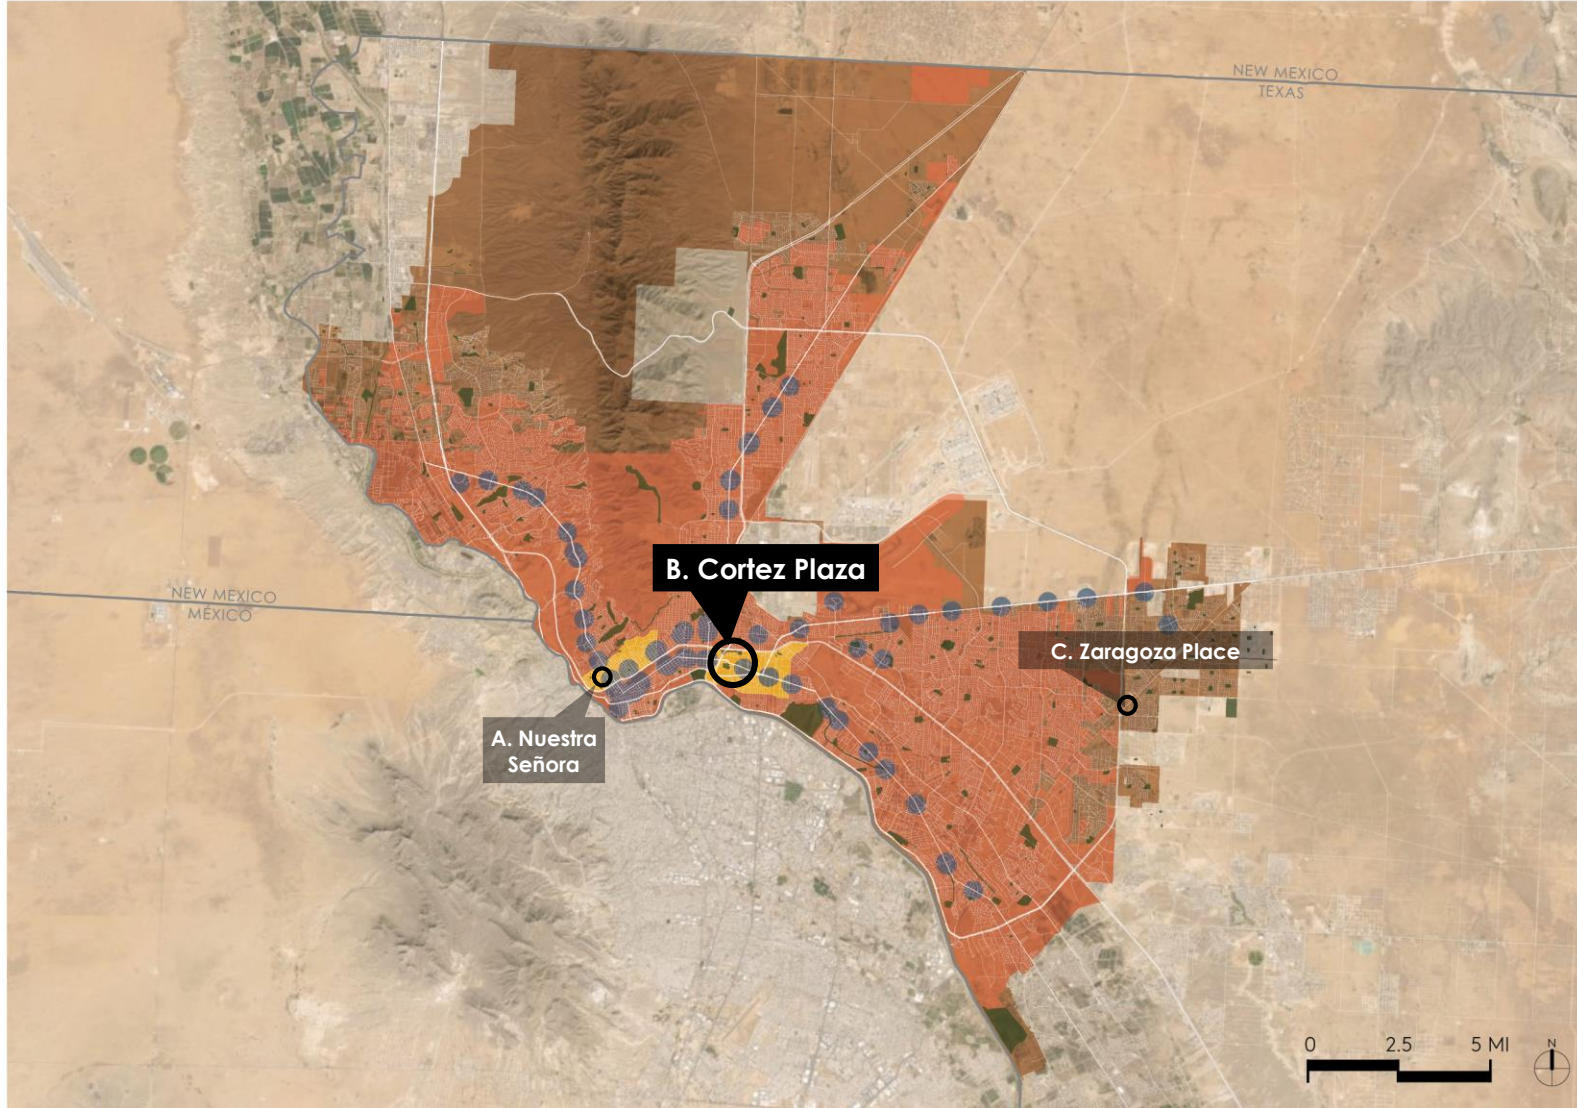 NEW MEXICO
TEXAS
B. Cortez Plaza
NEW MEXICO
MÉXICO
C. Zaragoza Place
A. Nuestra
Señora
0 2.5 5 MI
N